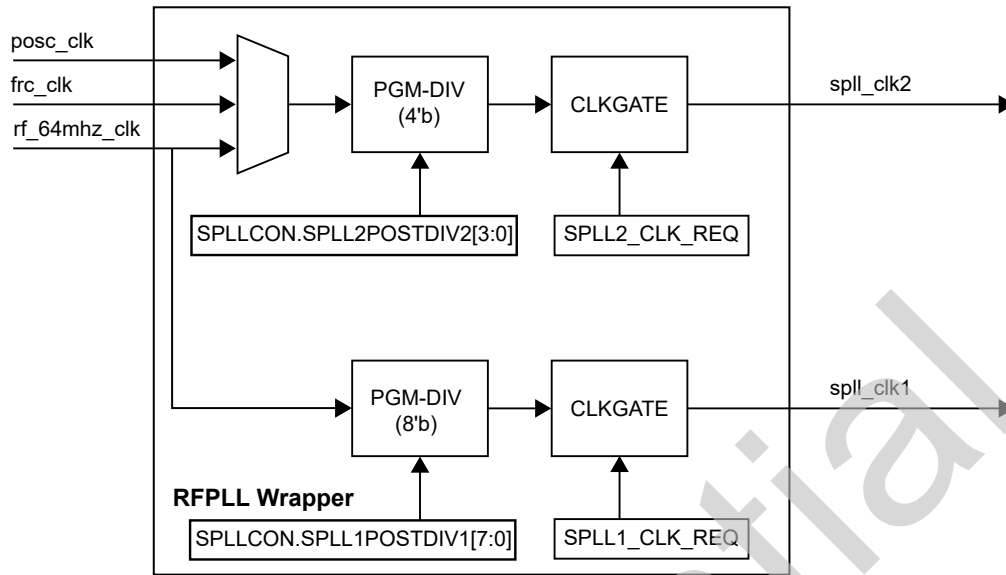 posc_clk
frc_clk
rf_64mhz_clk
PGM-DIV
(4'b)
CLKGATE
spll_clk2
SPLLCON.SPLL2POSTDIV2[3:0]
SPLL2_CLK_REQ
PGM-DIV
(8'b)
CLKGATE
spll_clk1
RFPLL Wrapper
SPLLCON.SPLL1POSTDIV1[7:0]
SPLL1_CLK_REQ
tial